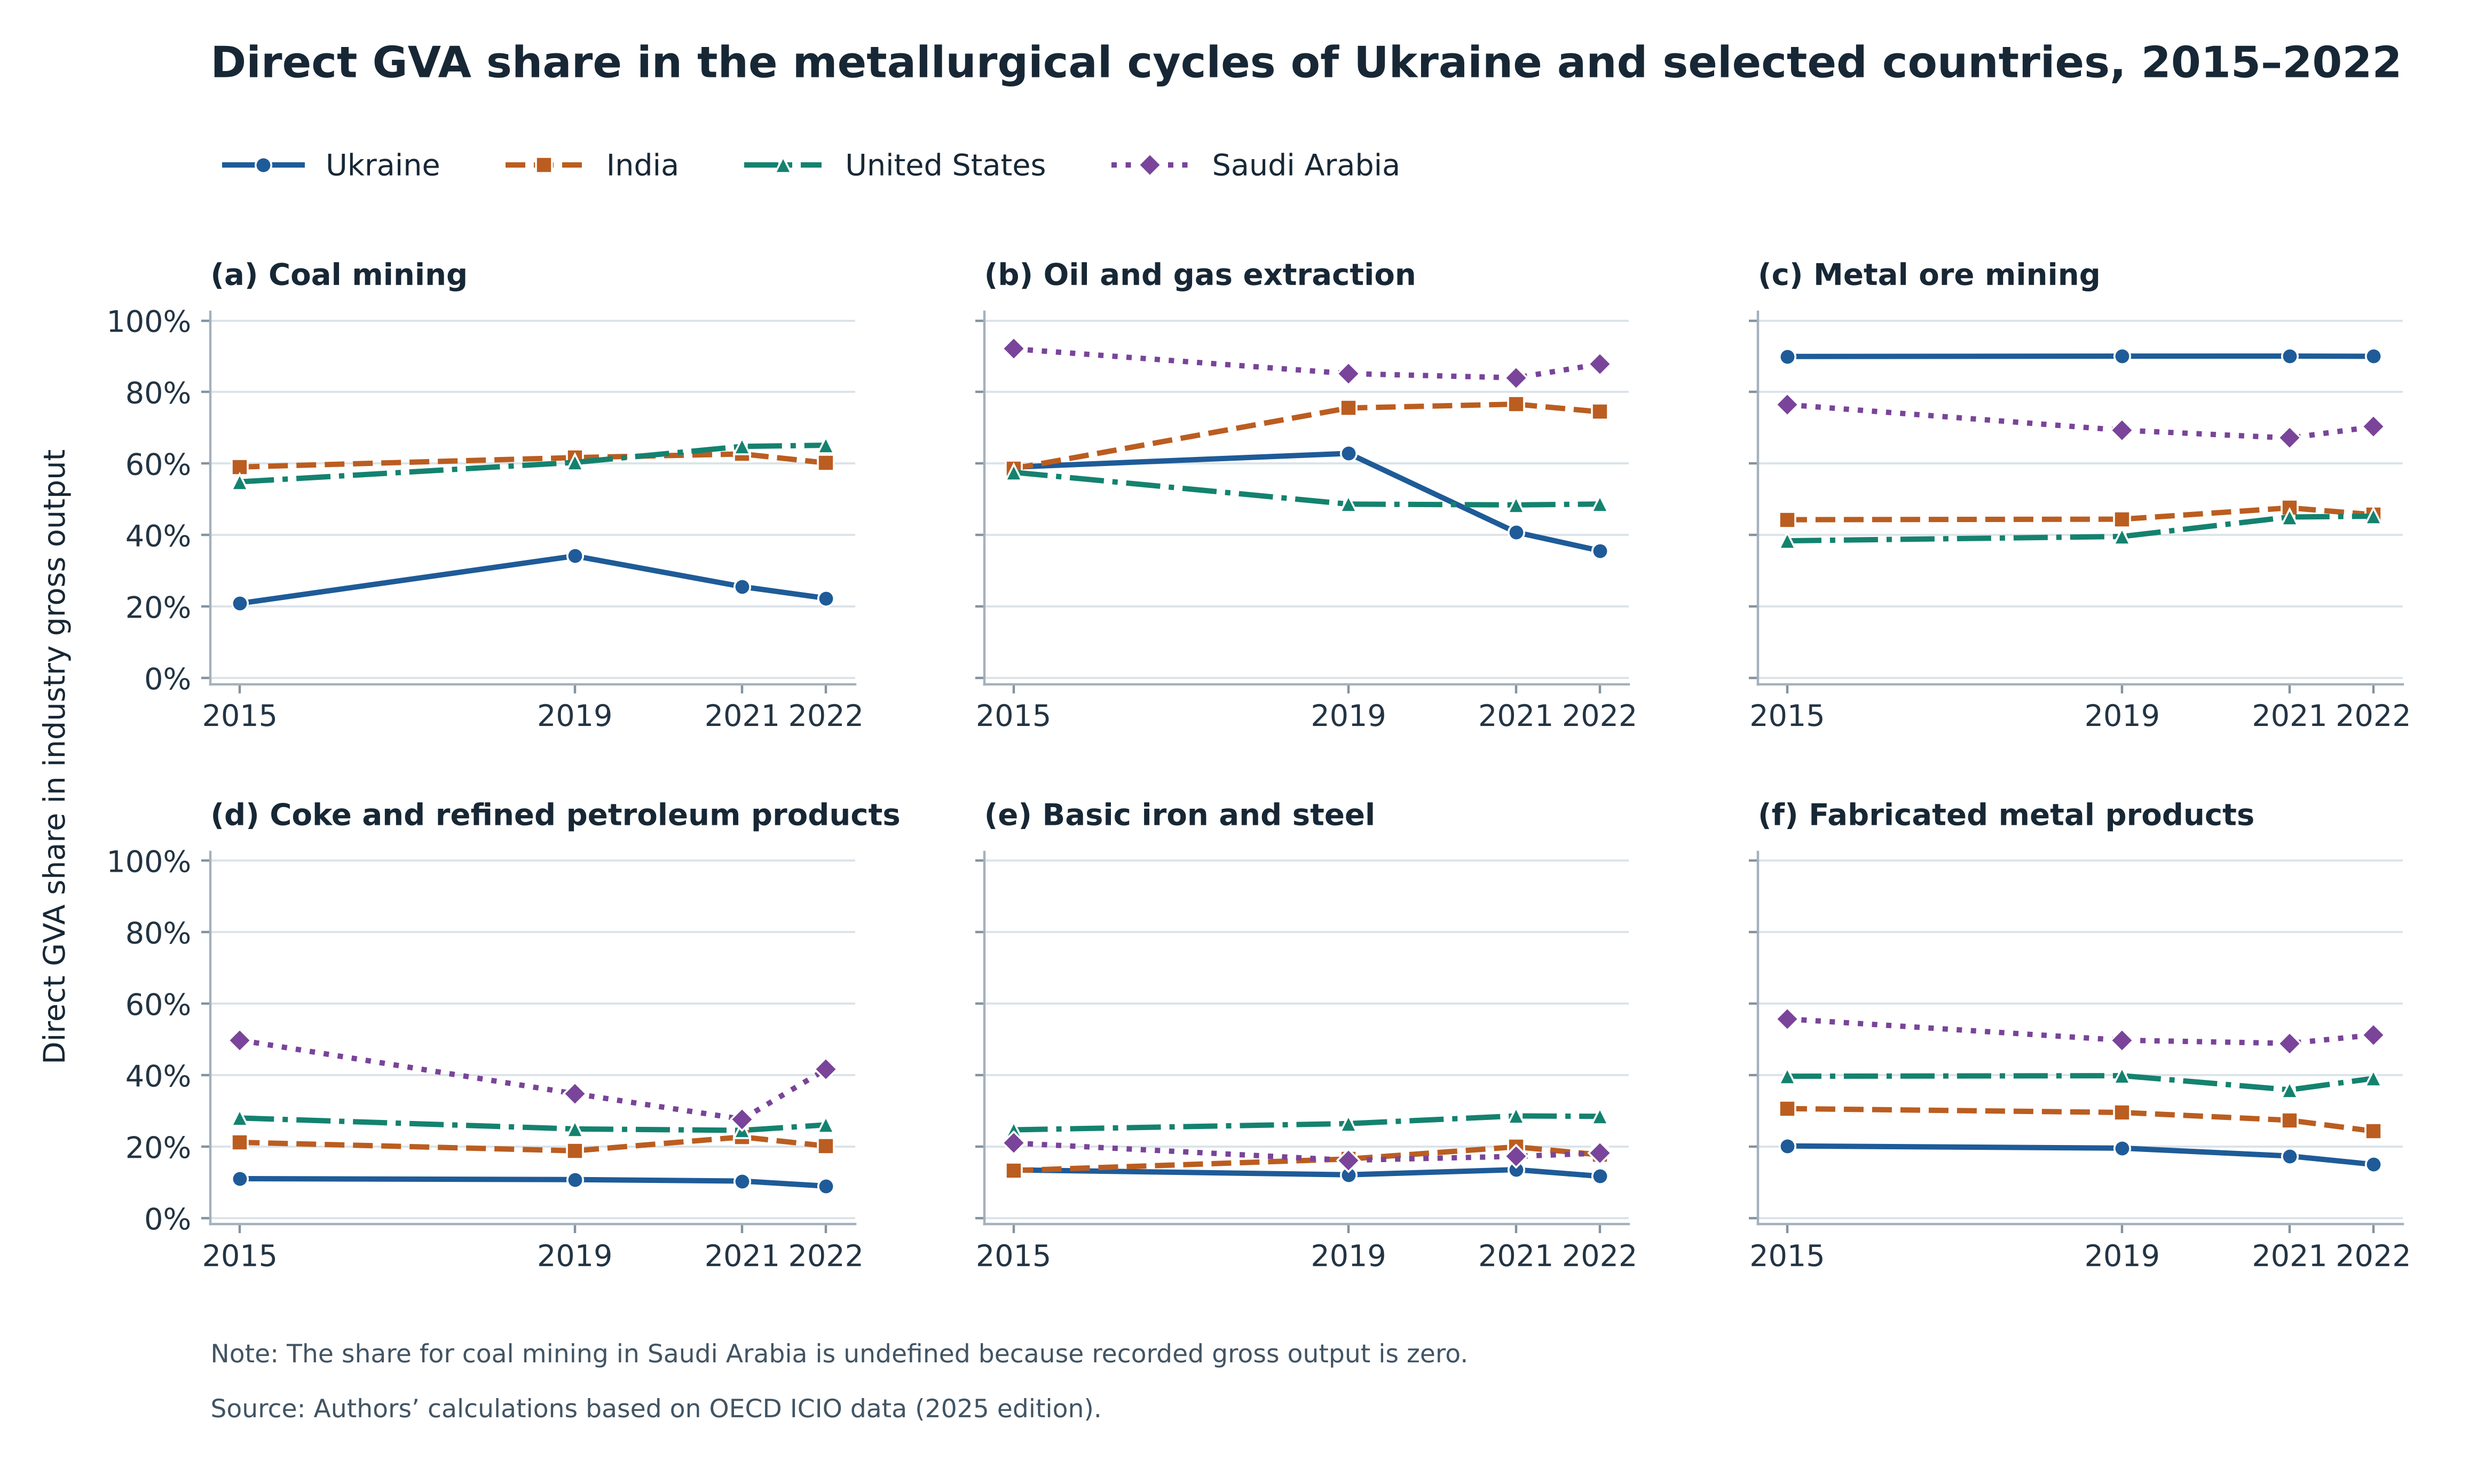 Direct GVA share in the metallurgical cycles of Ukraine and selected countries, 2015–2022
Ukraine India United States Saudi Arabia
Direct GVA share in industry gross output
(a) Coal mining
100%
80%
60%
40%
20%
0%
2015 2019 2021 2022
(b) Oil and gas extraction
2015 2019 2021 2022
(c) Metal ore mining
2015 2019 2021 2022
(d) Coke and refined petroleum products
100%
80%
60%
40%
20%
0%
2015 2019 2021 2022
(e) Basic iron and steel
2015 2019 2021 2022
(f) Fabricated metal products
2015 2019 2021 2022
Note: The share for coal mining in Saudi Arabia is undefined because recorded gross output is zero.
Source: Authors’ calculations based on OECD ICIO data (2025 edition).